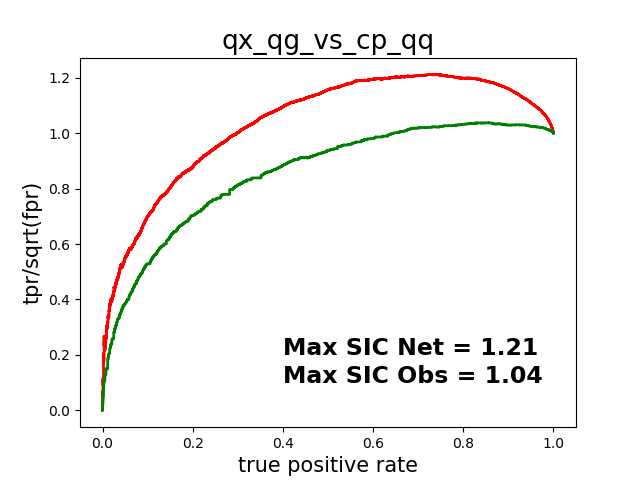 qx_qg_vs_cp_qq
tpr/sqrt(fpr)
1.2
1.0
0.8
0.6
0.4
0.2
0.0
Max SIC Net = 1.21
Max SIC Obs = 1.04
0.0 0.2 0.4 0.6 0.8 1.0
true positive rate